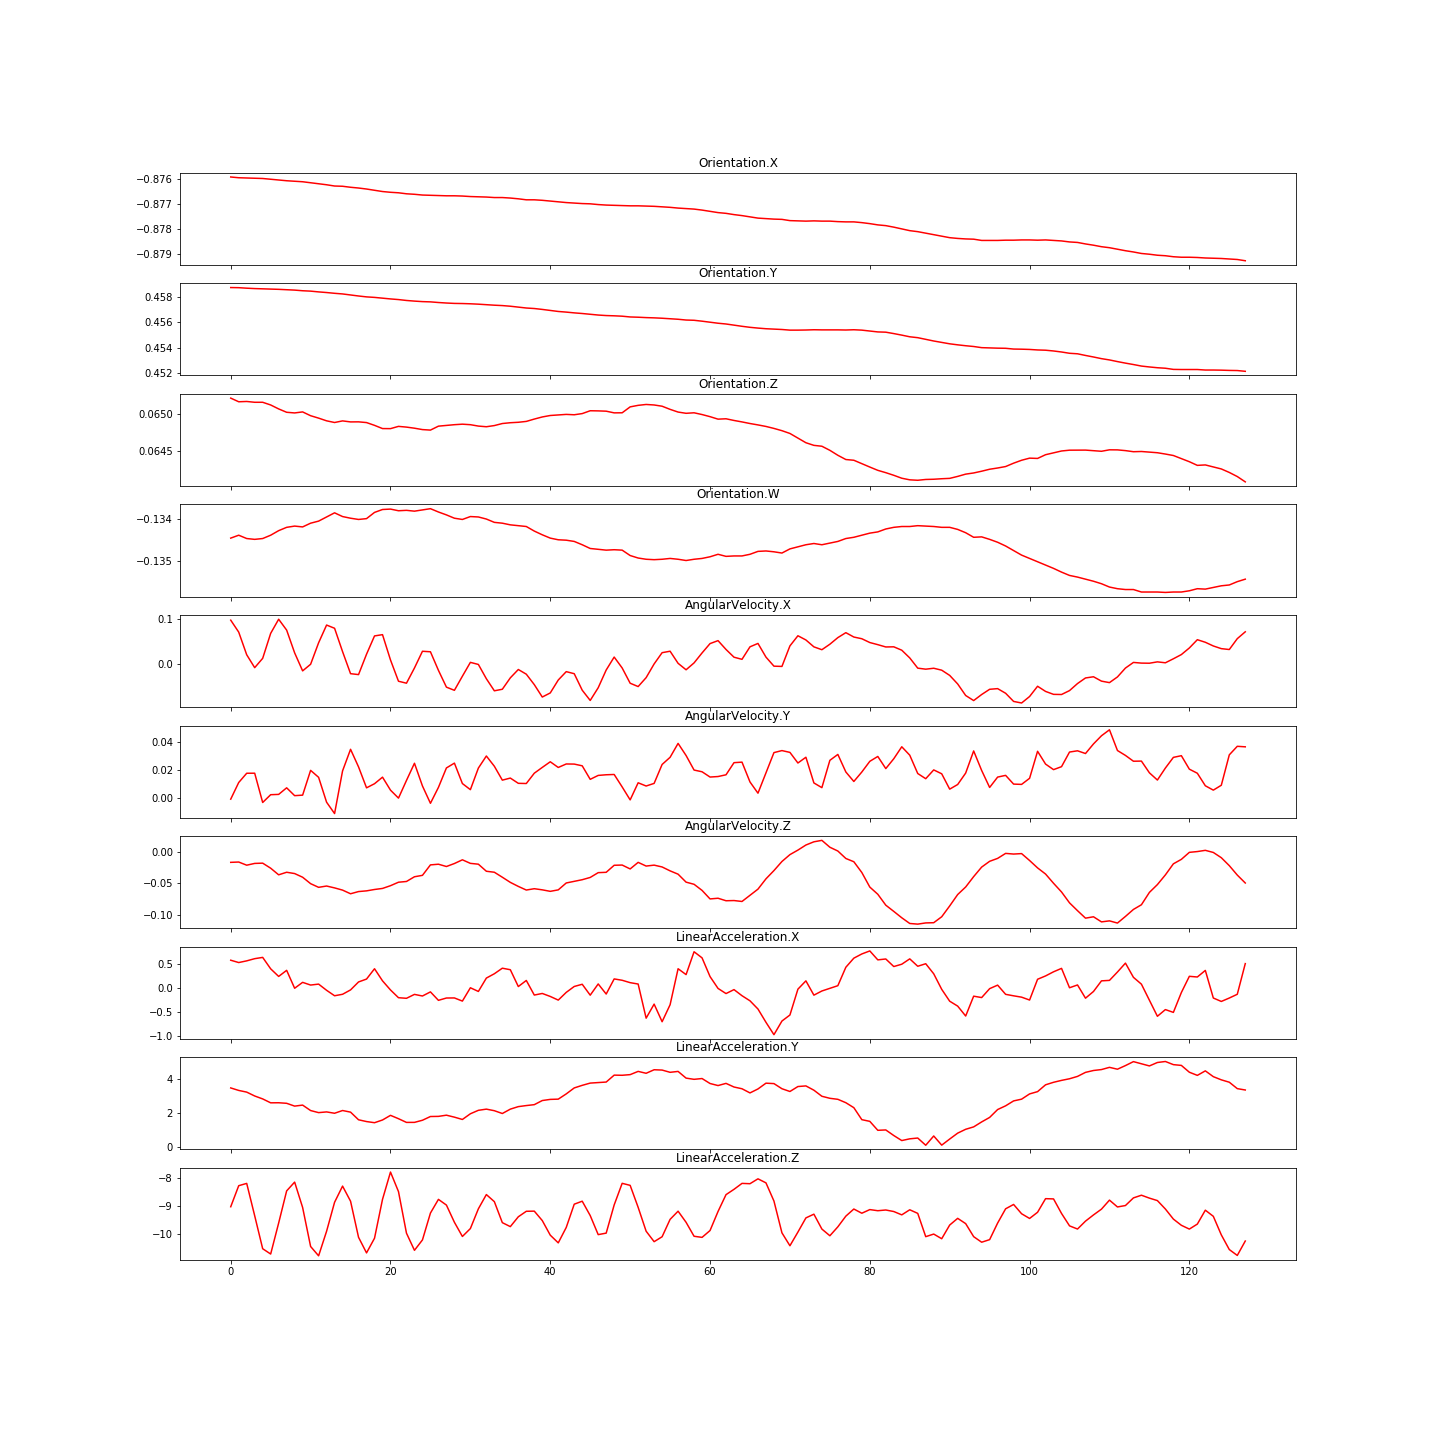 Orientation.X
−0.876
−0.877
−0.878
−0.879
Orientation.Y
0.458
0.456
0.454
0.452
Orientation.Z
0.0650
0.0645
Orientation.W
−0.134
−0.135
AngularVelocity.X
0.1
0.0
AngularVelocity.Y
0.04
0.02
0.00
AngularVelocity.Z
0.00
−0.05
−0.10
LinearAcceleration.X
0.5
0.0
−0.5
−1.0
LinearAcceleration.Y
4
2
0
LinearAcceleration.Z
−8
−9
−10
0 20 40 60 80 100 120